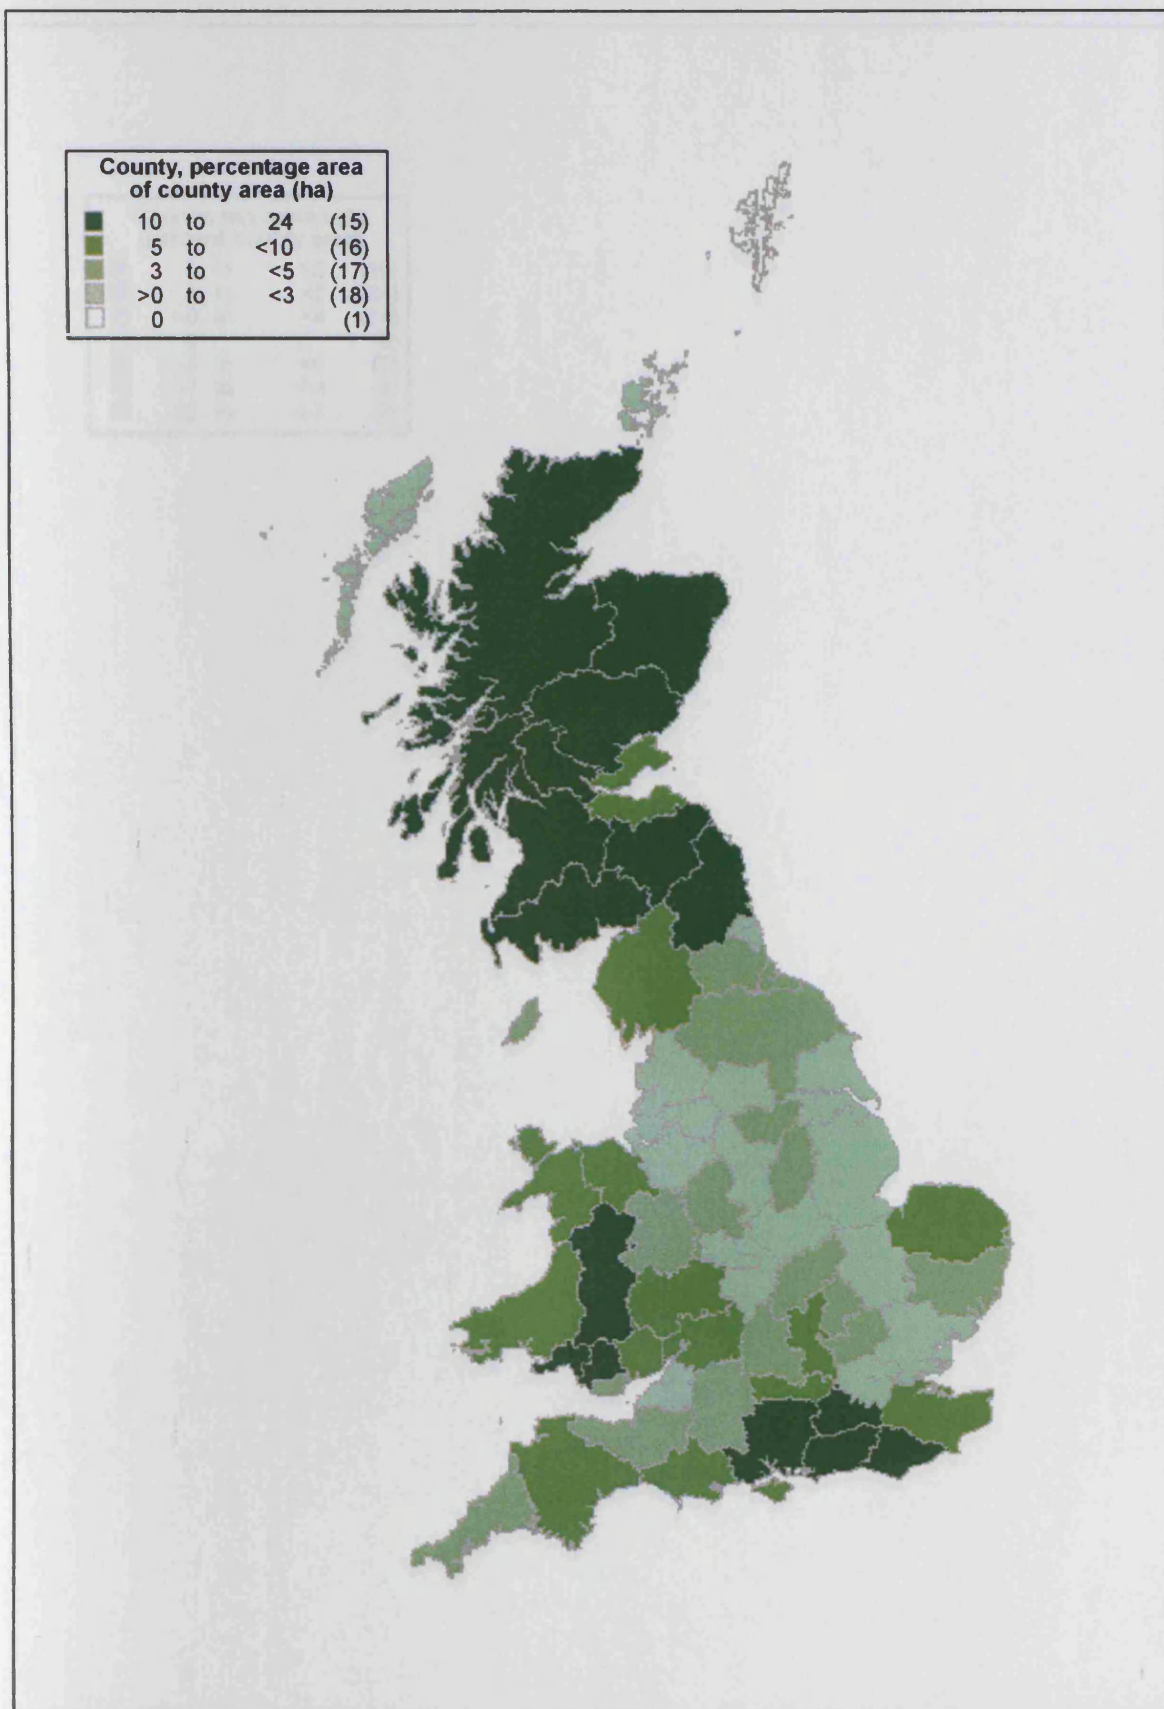 County, percentage area
of county area (ha)
10 to 24 (15)
5 to <10 (16)
3 to <5 (17)
>0 to <3 (18)
0 (1)